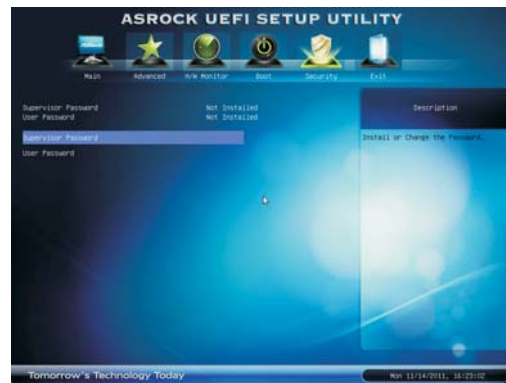 ASROCK UEFI SETUP UTILITY
Main Advanced H/W Monitor Boot Security Exit
Supervisor Password Not Installed
User Password Not Installed
Supervisor Password
User Password
Description
Install or Change the Password.
Tomorrow's Technology Today
Mon 11/14/2011, 16:23:02